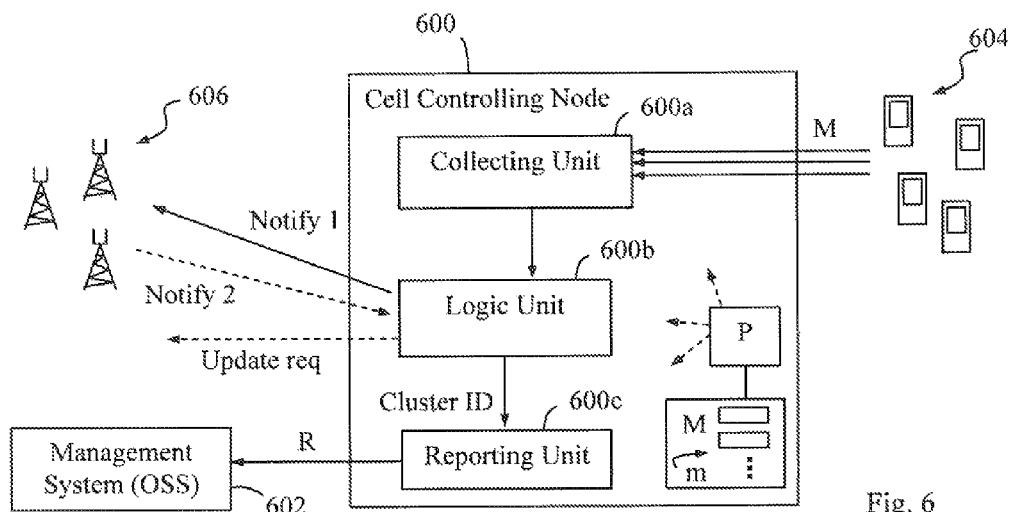 600
604
606
Cell Controlling Node
600a
M
Collecting Unit
Notify 1
600b
Notify 2
Logic Unit
P
Update req
Cluster ID
600c
M
R
Reporting Unit
m
Management
System (OSS)
602
Fig. 6